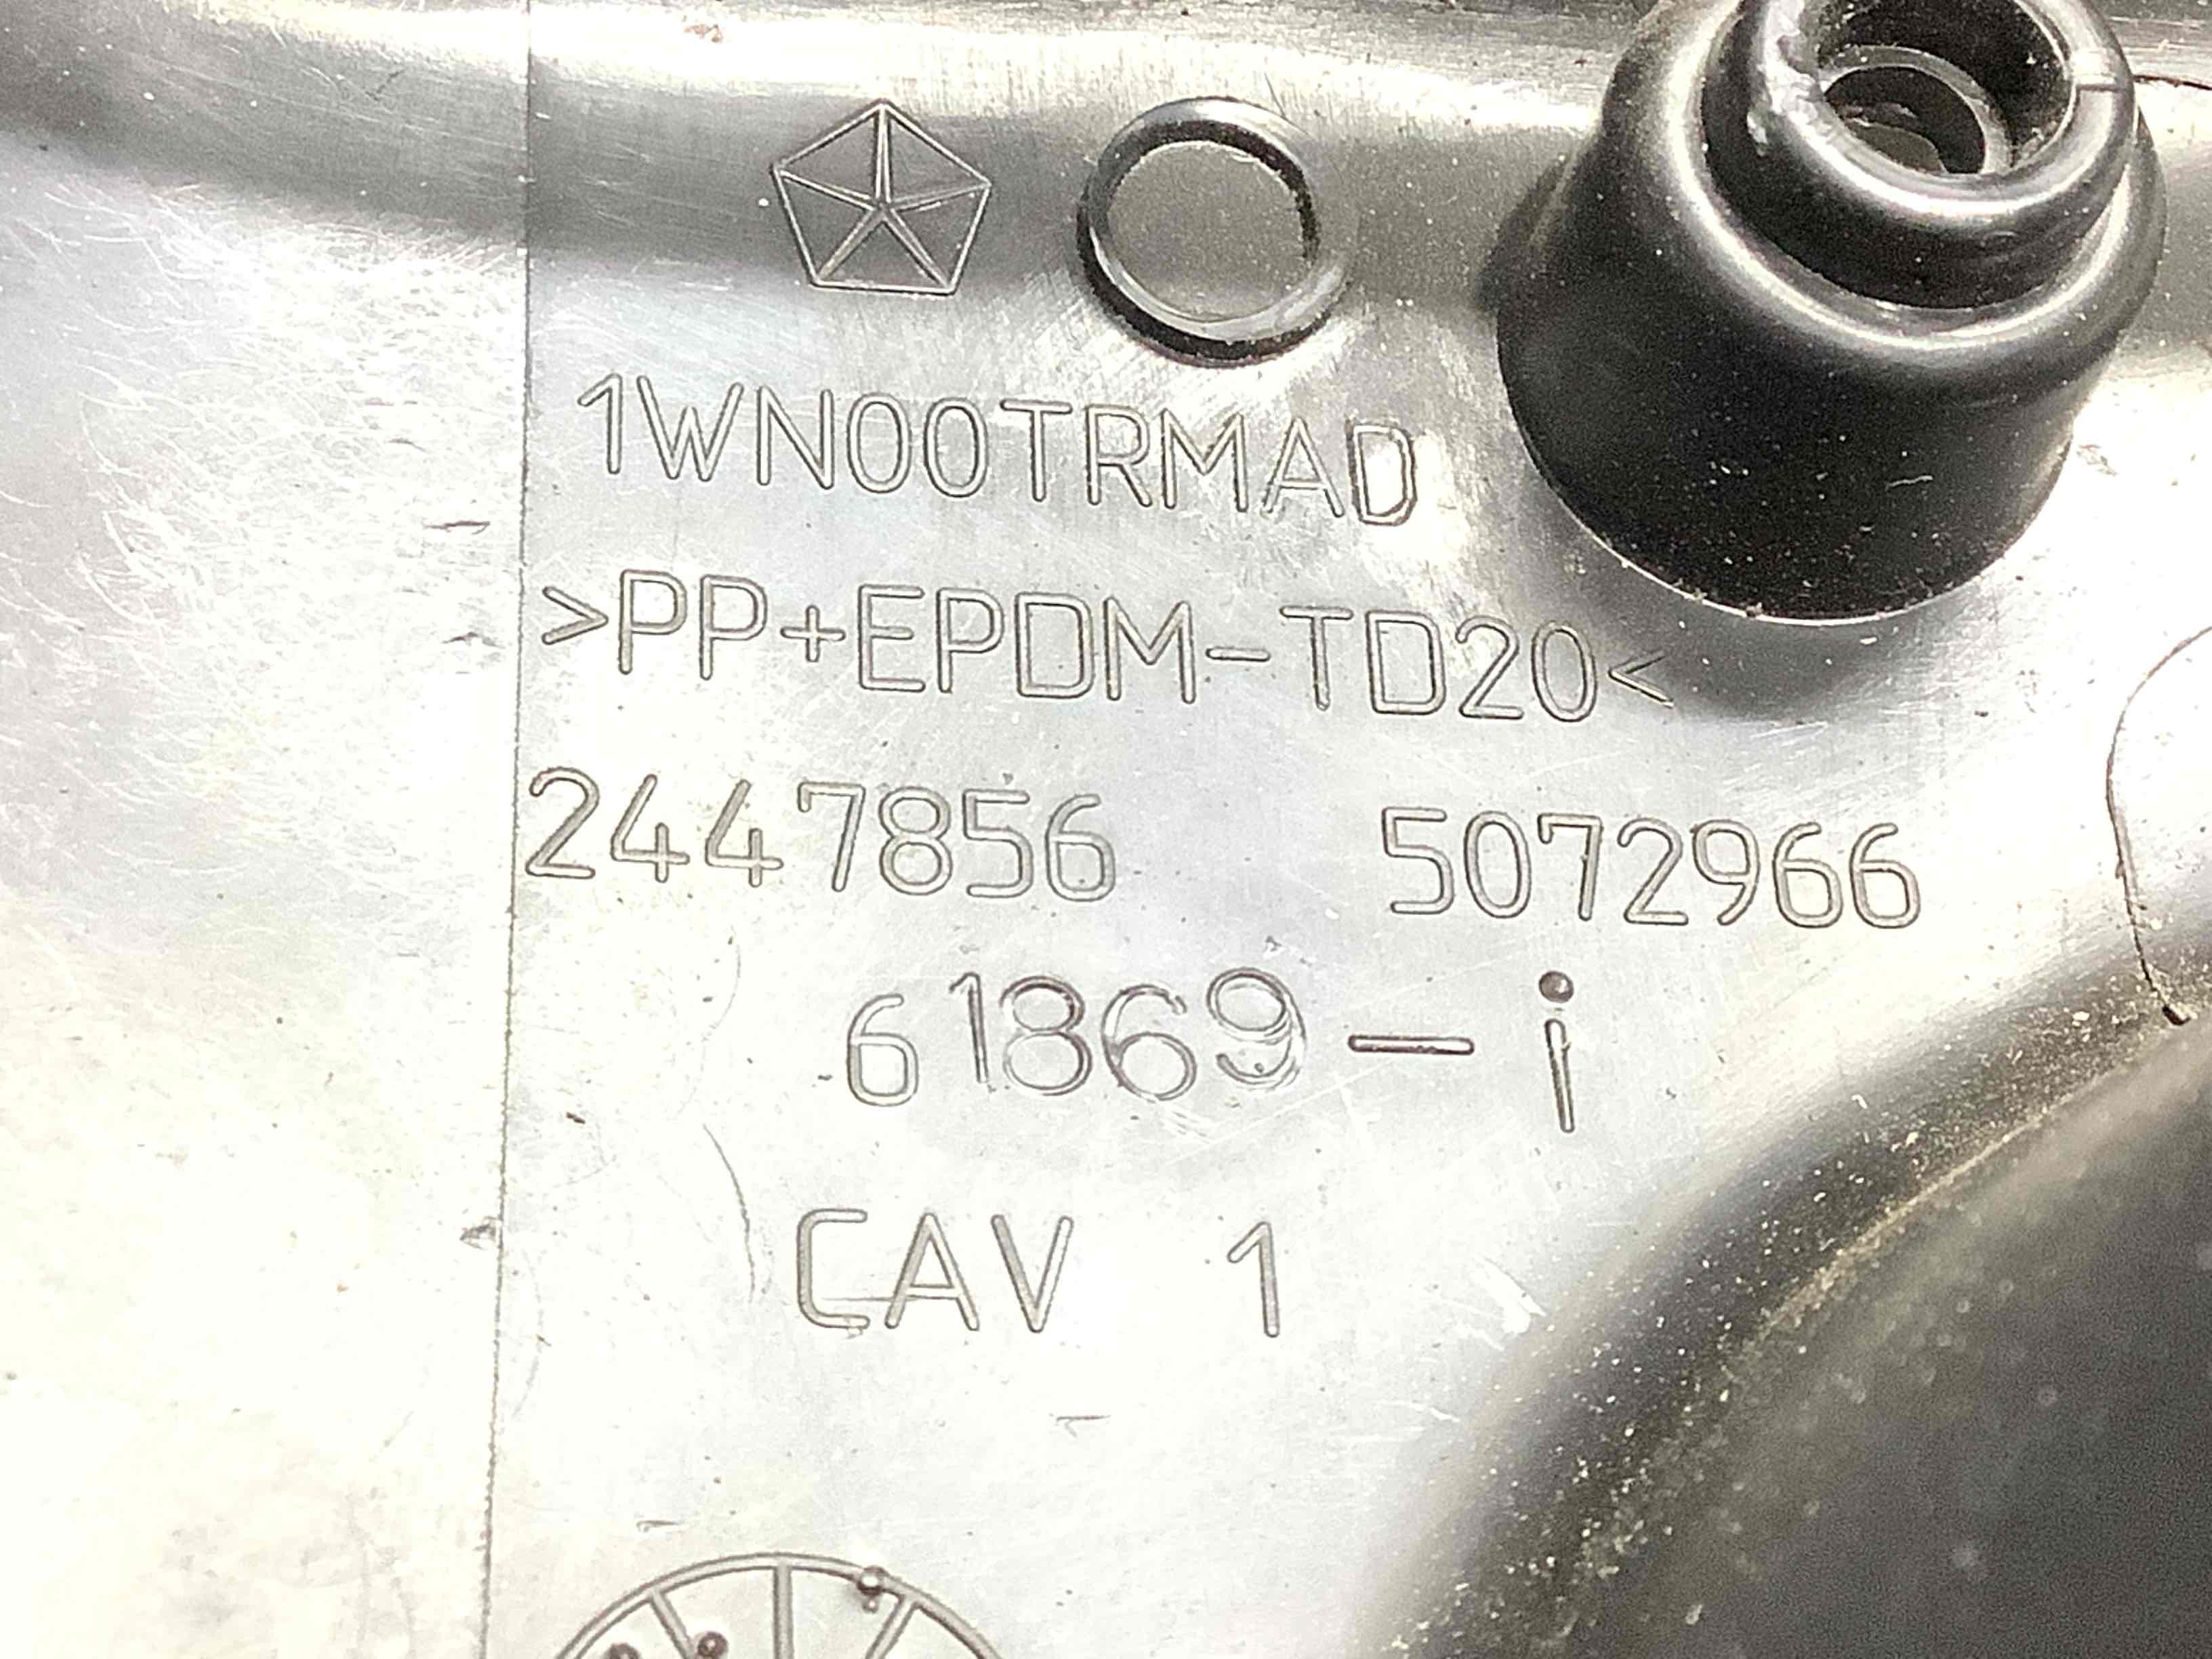 1WN00TRMAD
>PP+EPDM-TD20<
2447856 5072966
61869-i
CAV 1